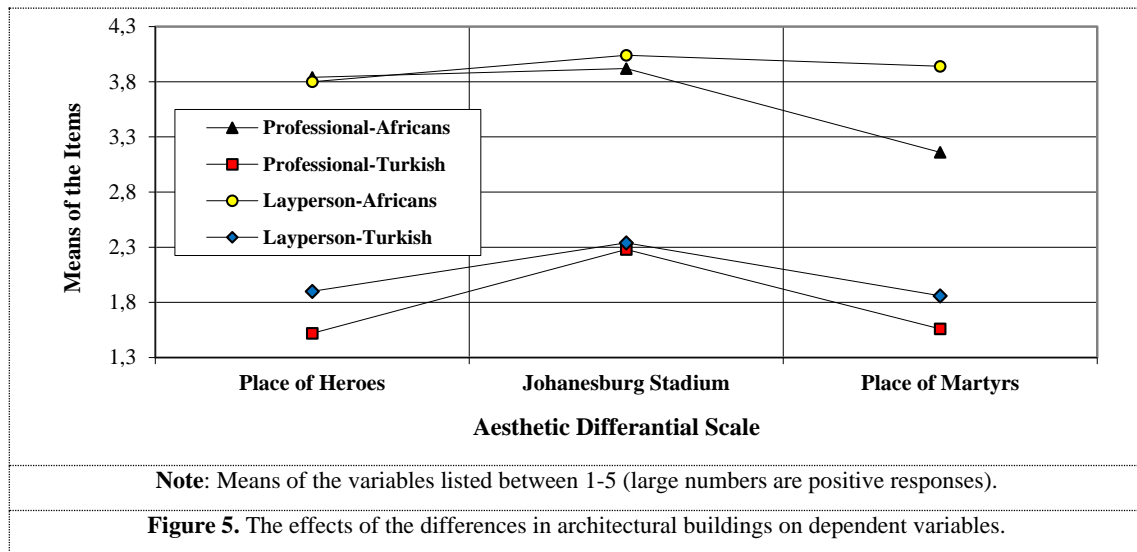 4,3
3,8
3,3
2,8
2,3
1,8
1,3
Means of the Items
Professional-Africans
Professional-Turkish
Layperson-Africans
Layperson-Turkish
Place of Heroes
Johanesburg Stadium
Place of Martyrs
Aesthetic Differantial Scale
Note: Means of the variables listed between 1-5 (large numbers are positive responses).
Figure 5. The effects of the differences in architectural buildings on dependent variables.